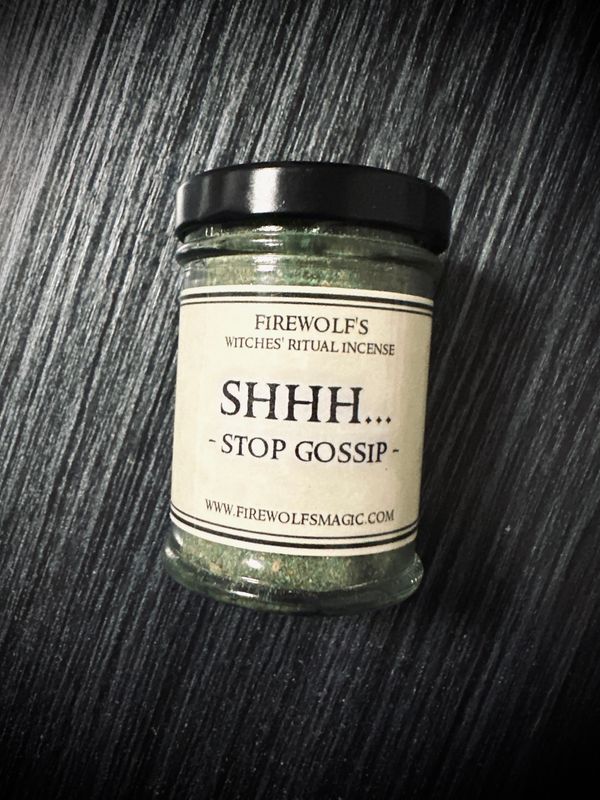 FIREWOLF'S
WITCHES' RITUAL INCENSE
SHHH...
- STOP GOSSIP -
WWW.FIREWOLFSMAGIC.COM